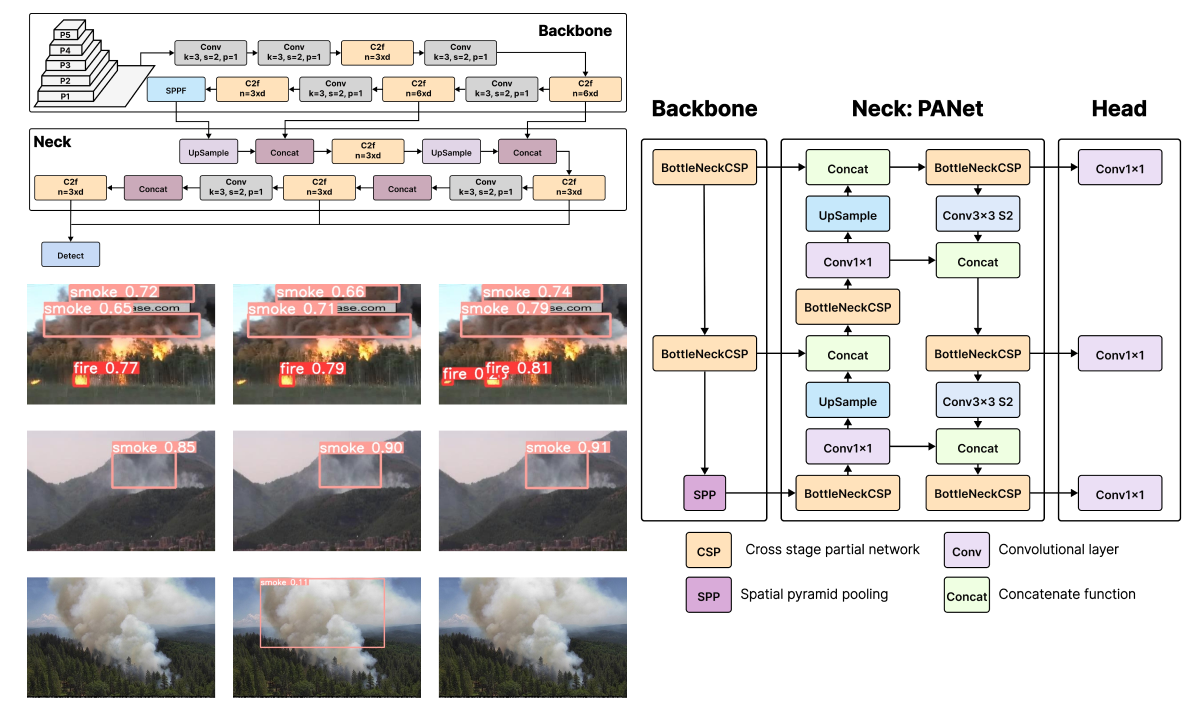 Backbone
P5
P4
P3
P2
P1
Conv
k=3, s=2, p=1
Conv
k=3, s=2, p=1
C2f
n=3xd
Conv
k=3, s=2, p=1
SPPF
C2f
n=3xd
Conv
k=3, s=2, p=1
C2f
n=6xd
Conv
k=3, s=2, p=1
C2f
n=6xd
Neck
UpSample
Concat
C2f
n=3xd
UpSample
Concat
C2f
n=3xd
Concat
Conv
k=3, s=2, p=1
C2f
n=3xd
Concat
Conv
k=3, s=2, p=1
C2f
n=3xd
Detect
smoke 0.72
smoke 0.65
ase.com
fire 0.77
smoke 0.66
smoke 0.71
ase.com
fire 0.79
smoke 0.74
smoke 0.79
se.com
fire 0.81
fire
smoke 0.85
smoke 0.90
smoke 0.91
smoke 0.11
Backbone
Neck: PANet
Head
BottleNeckCSP
Concat
BottleNeckCSP
Conv1×1
UpSample
Conv3×3 S2
Conv1×1
Concat
BottleNeckCSP
BottleNeckCSP
Concat
BottleNeckCSP
Conv1×1
UpSample
Conv3×3 S2
Conv1×1
Concat
SPP
BottleNeckCSP
BottleNeckCSP
Conv1×1
CSP
Cross stage partial network
Conv
Convolutional layer
SPP
Spatial pyramid pooling
Concat
Concatenate function